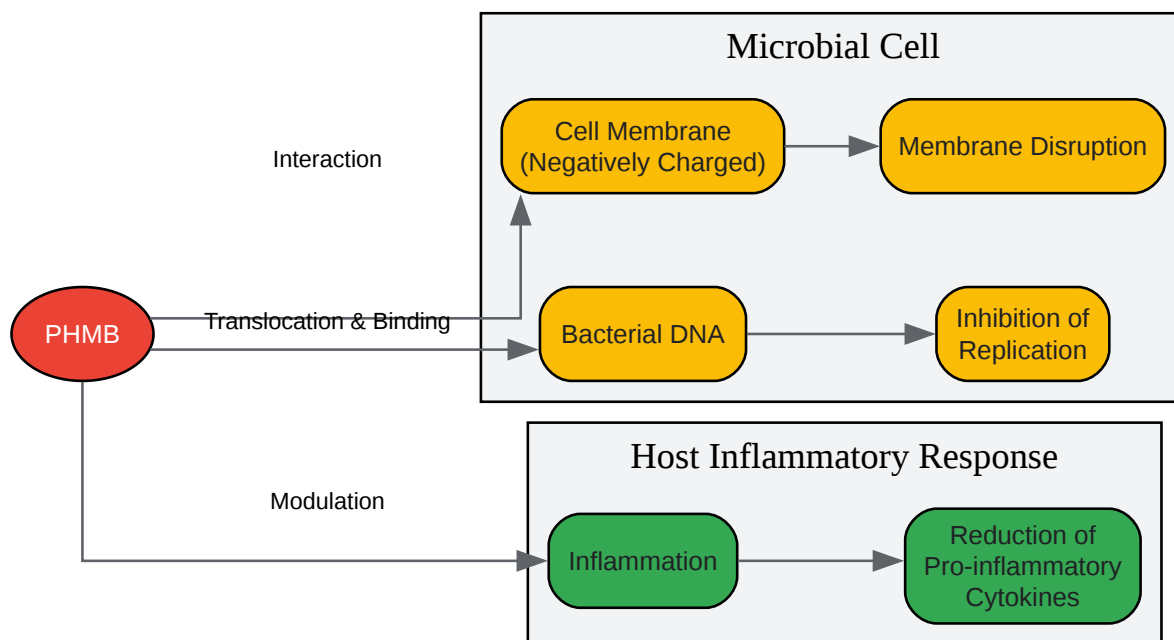 Microbial Cell
Interaction
Cell Membrane
(Negatively Charged)
Membrane Disruption
PHMB
Translocation & Binding
Bacterial DNA
Inhibition of
Replication
Host Inflammatory Response
Modulation
Inflammation
Reduction of
Pro-inflammatory
Cytokines